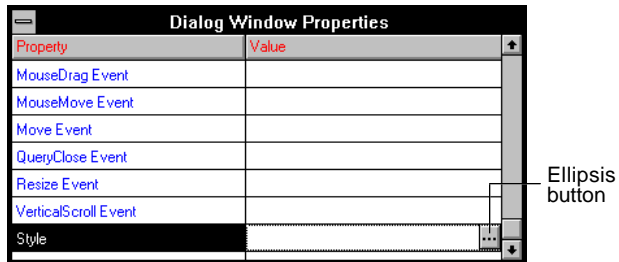 Dialog Window Properties
Property Value
MouseDrag Event
MouseMove Event
Move Event
QueryClose Event
Resize Event
VerticalScroll Event
Style ...
Ellipsis
button